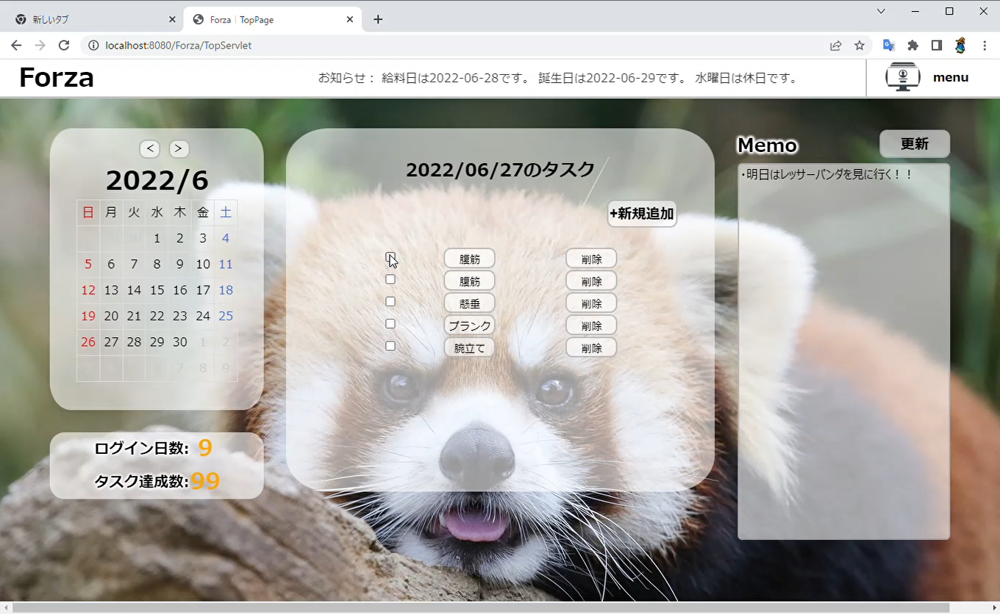 新しいタブ
Forza | TopPage
localhost:8080/Forza/TopServlet
Forza
お知らせ： 給料日は2022-06-28です。 誕生日は2022-06-29です。 水曜日は休日です。
menu
< >
2022/6
日 月 火 水 木 金 土
1 2 3 4
5 6 7 8 9 10 11
12 13 14 15 16 17 18
19 20 21 22 23 24 25
26 27 28 29 30 1 2
7 8 9
ログイン日数: 9
タスク達成数:99
2022/06/27のタスク
+新規追加
腹筋 削除
腹筋 削除
懸垂 削除
プランク 削除
腕立て 削除
Memo
更新
・明日はレッサーパンダを見に行く！！